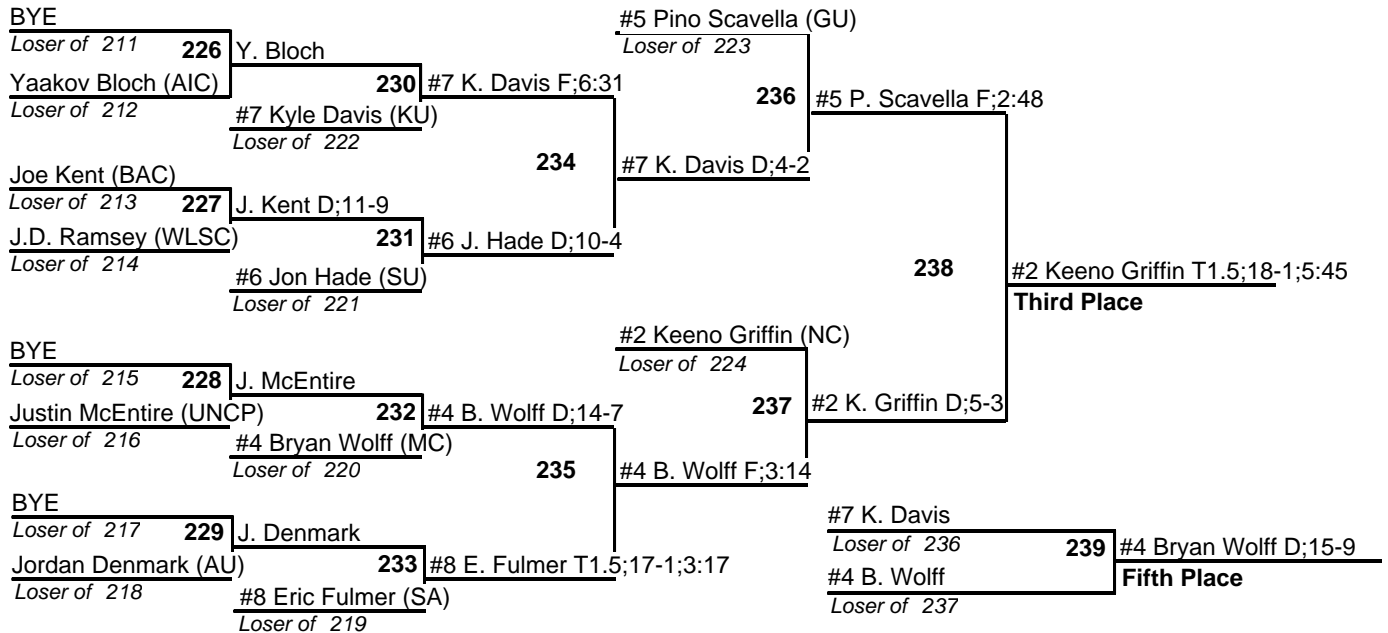 BYE
Loser of 211
226
Y. Bloch
Yaakov Bloch (AIC)
Loser of 212
230
#7 K. Davis F;6:31
#7 Kyle Davis (KU)
Loser of 222
Joe Kent (BAC)
Loser of 213
227
J. Kent D;11-9
J.D. Ramsey (WLSC)
Loser of 214
231
#6 J. Hade D;10-4
#6 Jon Hade (SU)
Loser of 221
234
#7 K. Davis D;4-2
#5 Pino Scavella (GU)
Loser of 223
236
#5 P. Scavella F;2:48
BYE
Loser of 215
228
J. McEntire
Justin McEntire (UNCP)
Loser of 216
232
#4 B. Wolff D;14-7
#4 Bryan Wolff (MC)
Loser of 220
BYE
Loser of 217
229
J. Denmark
Jordan Denmark (AU)
Loser of 218
233
#8 E. Fulmer T1.5;17-1;3:17
#8 Eric Fulmer (SA)
Loser of 219
235
#4 B. Wolff F;3:14
#2 Keeno Griffin (NC)
Loser of 224
237
#2 K. Griffin D;5-3
238
#2 Keeno Griffin T1.5;18-1;5:45
Third Place
#7 K. Davis
Loser of 236
239
#4 Bryan Wolff D;15-9
#4 B. Wolff
Fifth Place
Loser of 237